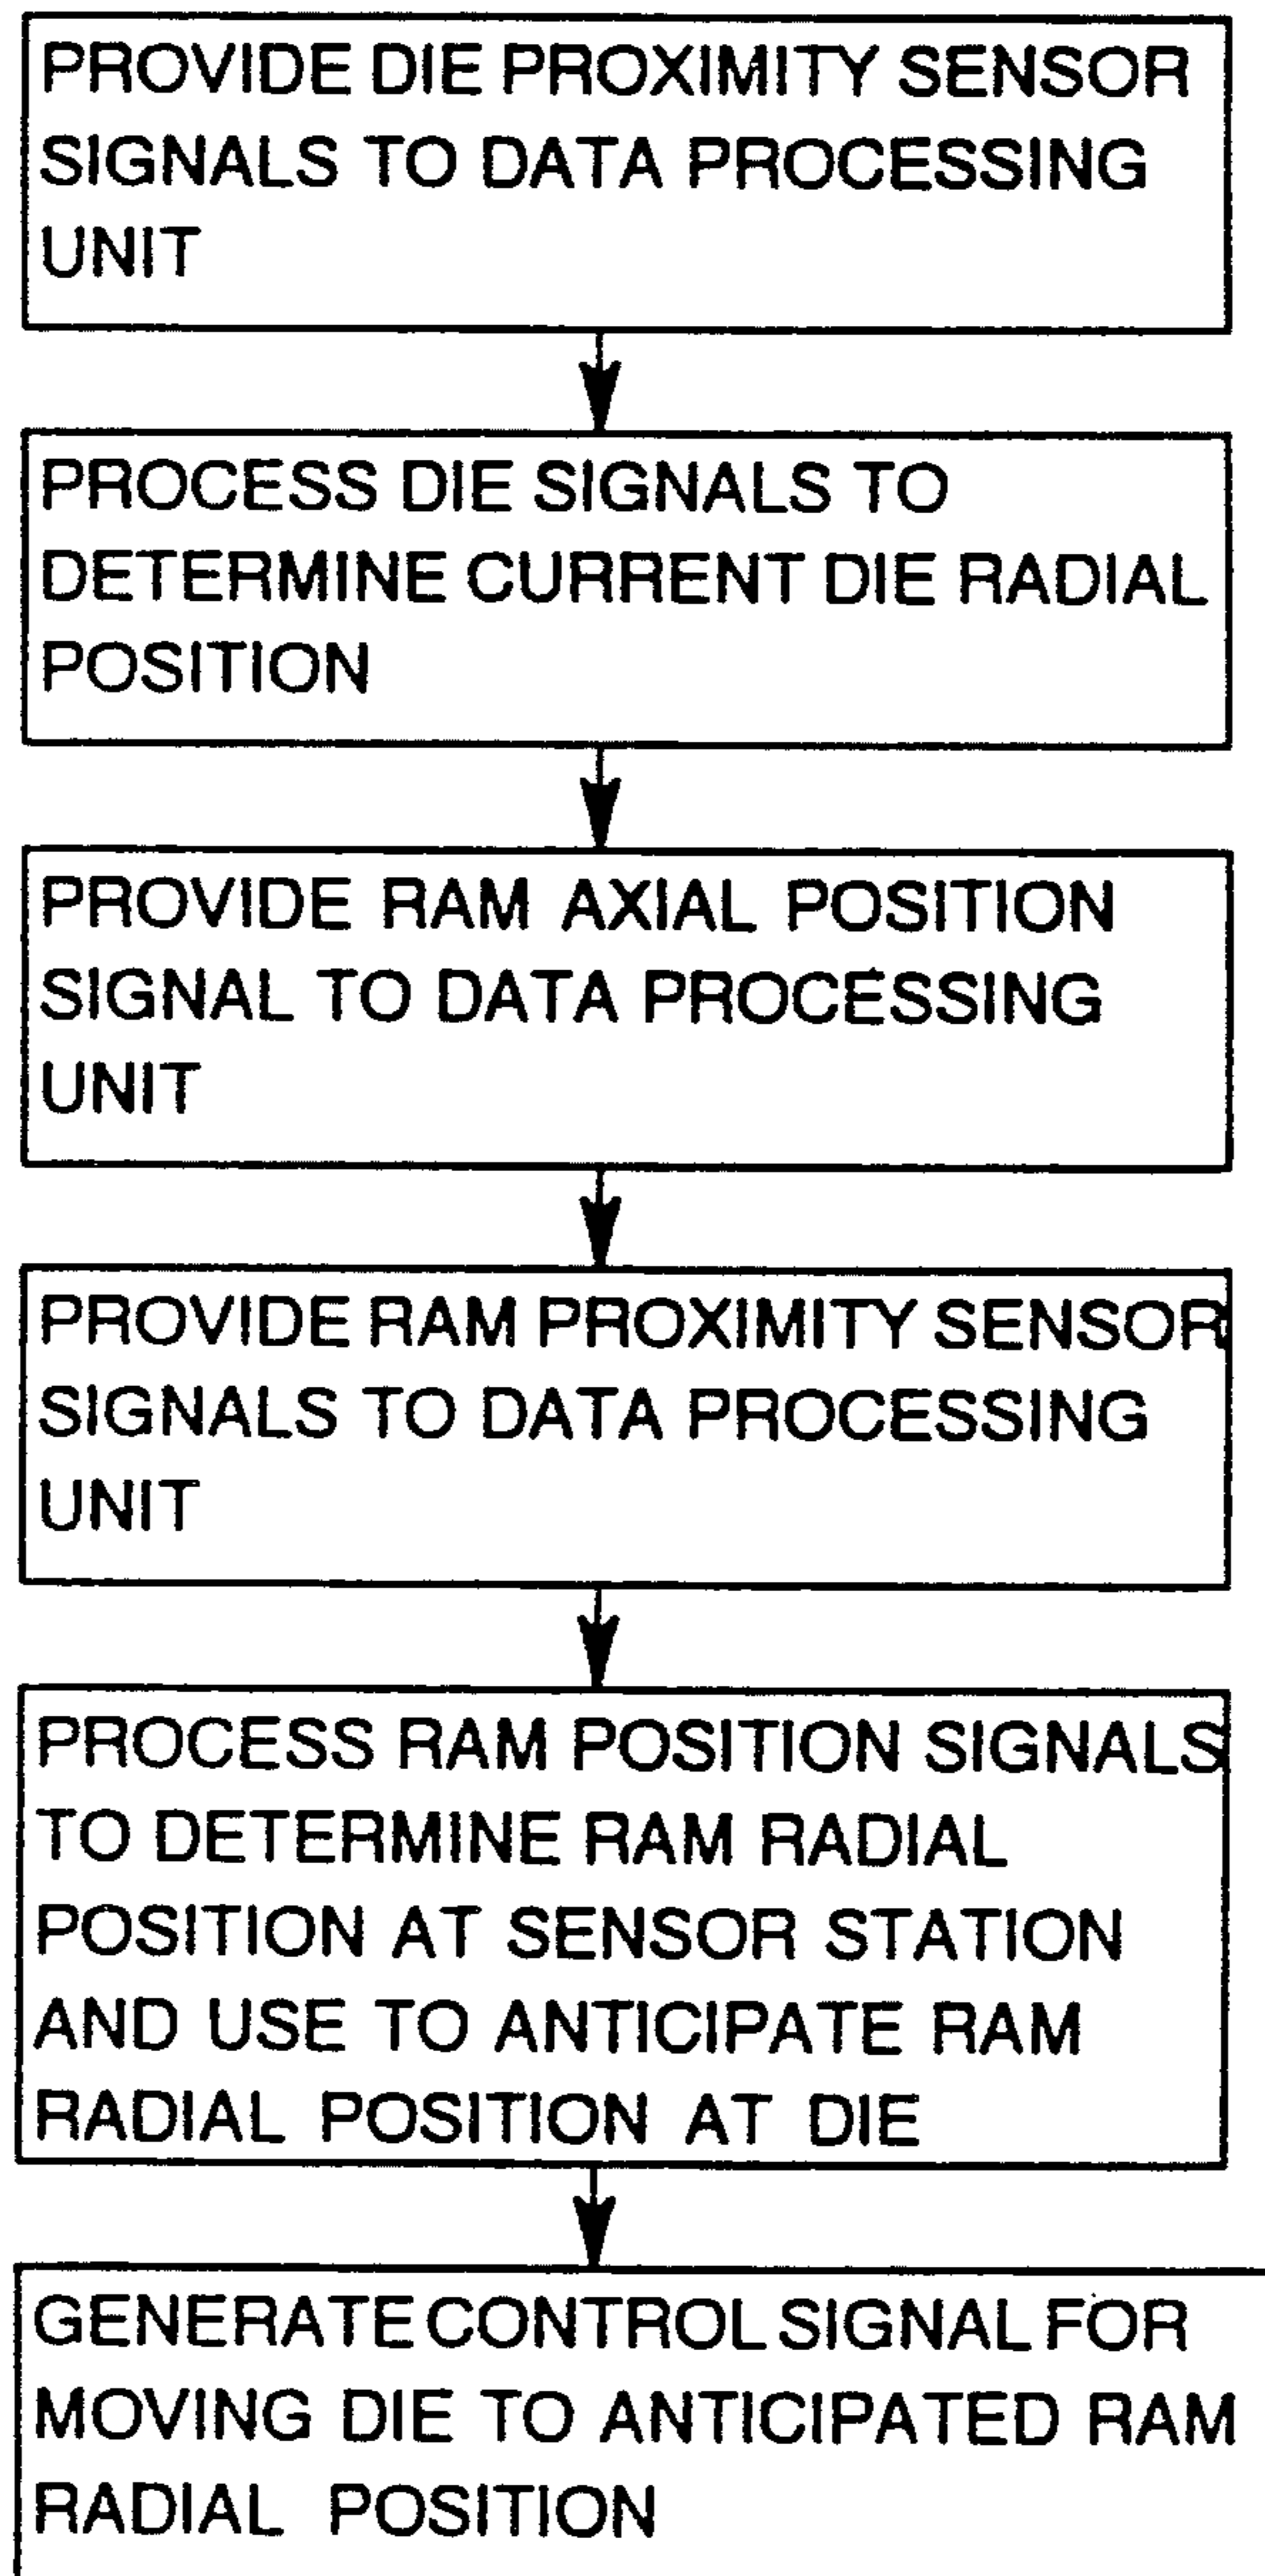 PROVIDE DIE PROXIMITY SENSOR
SIGNALS TO DATA PROCESSING
UNIT
PROCESS DIE SIGNALS TO
DETERMINE CURRENT DIE RADIAL
POSITION
PROVIDE RAM AXIAL POSITION
SIGNAL TO DATA PROCESSING
UNIT
PROVIDE RAM PROXIMITY SENSOR
SIGNALS TO DATA PROCESSING
UNIT
PROCESS RAM POSITION SIGNALS
TO DETERMINE RAM RADIAL
POSITION AT SENSOR STATION
AND USE TO ANTICIPATE RAM
RADIAL POSITION AT DIE
GENERATE CONTROL SIGNAL FOR
MOVING DIE TO ANTICIPATED RAM
RADIAL POSITION